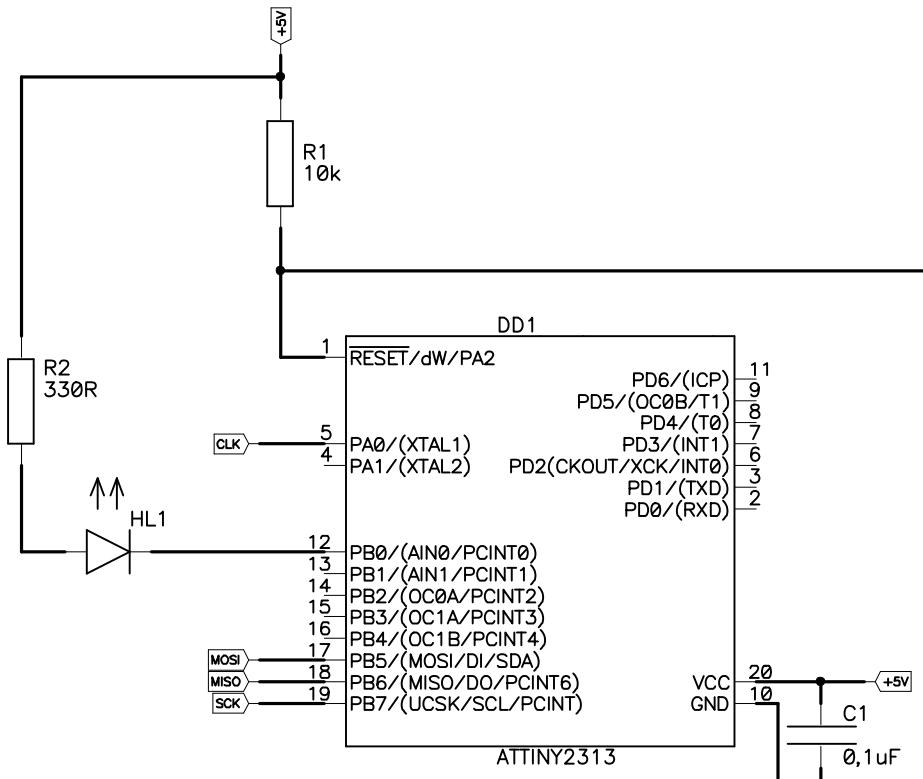 +5V
R1
10k
DD1
1
RESET/dW/PA2
R2
330R
PD6/(ICP) 11
PD5/(OC0B/T1) 9
PD4/(T0) 8
CLK 5 PA0/(XTAL1)
PD3/(INT1) 7
4 PA1/(XTAL2)
PD2(CKOUT/XCK/INT0) 6
PD1/(TXD) 3
PD0/(RXD) 2
HL1
12 PB0/(AIN0/PCINT0)
13 PB1/(AIN1/PCINT1)
14 PB2/(OC0A/PCINT2)
15 PB3/(OC1A/PCINT3)
16 PB4/(OC1B/PCINT4)
MOSI 17 PB5/(MOSI/DI/SDA)
MISO 18 PB6/(MISO/DO/PCINT6)
VCC 20 +5V
SCK 19 PB7/(UCSK/SCL/PCINT)
GND 10
C1
0,1uF
ATTINY2313